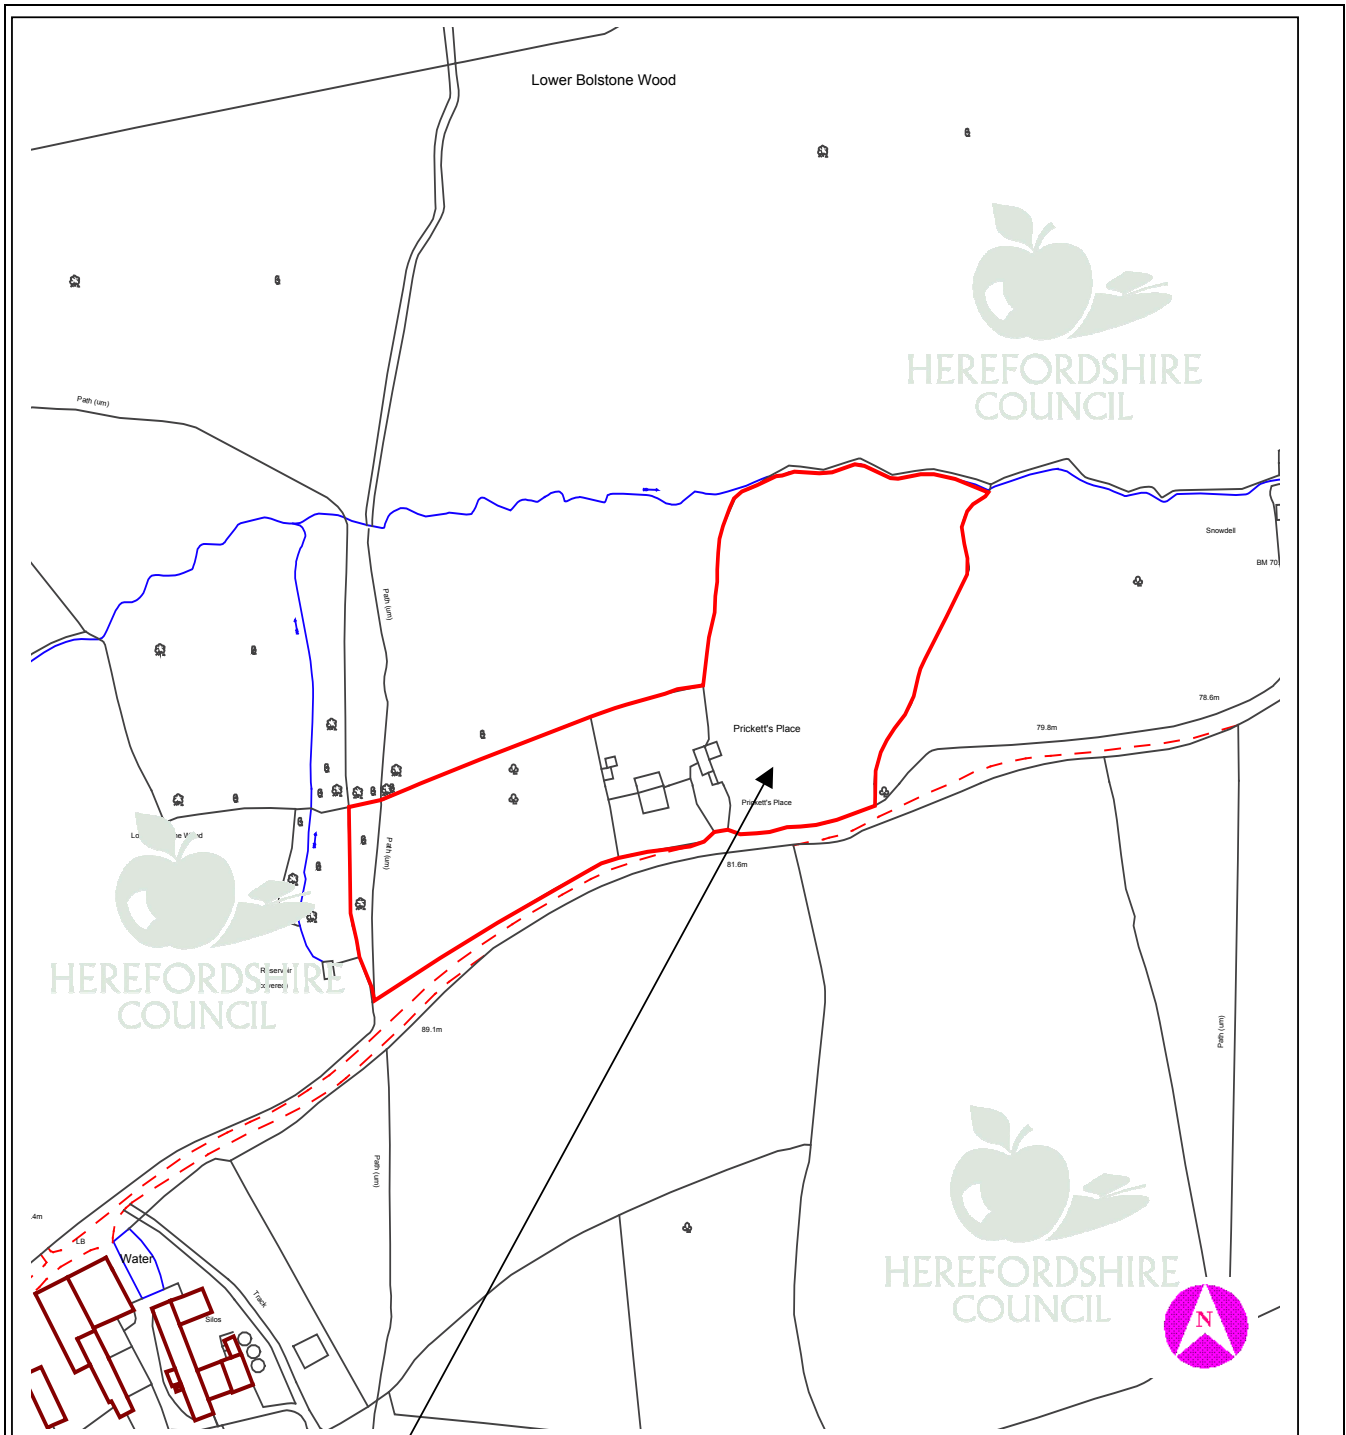 Lower Bolstone Wood
HEREFORDSHIRE
COUNCIL
Path (um)
Snowdell
BM 70
Path (um)
78.6m
79.8m
Prickett's Place
Prickett's Place
81.6m
Path (um)
HEREFORDSHIRE
COUNCIL
Reservoir
89.1m
Path (um)
Path (um)
HEREFORDSHIRE
COUNCIL
.4m
LB
Water
Track
Silos
N